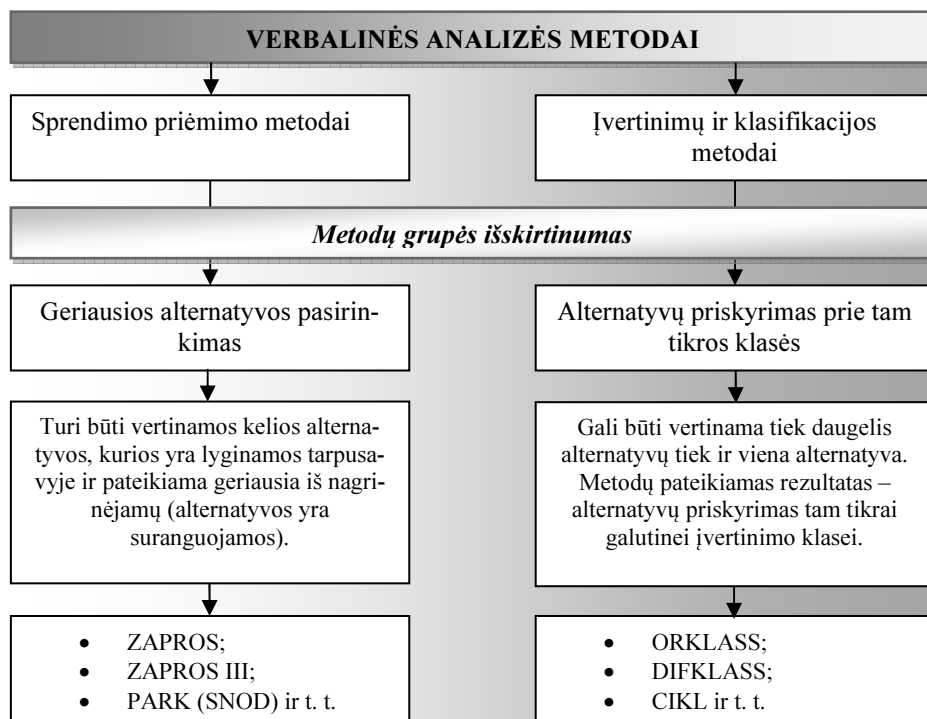 VERBALINĖS ANALIZĖS METODAI
Sprendimo priėmimo metodai
Įvertinimų ir klasifikacijos
metodai
Metodų grupės išskirtinumas
Geriausios alternatyvos pasirin-
kimas
Alternatyvų priskyrimas prie tam
tikros klasės
Turi būti vertinamos kelios alterna-
tyvos, kurios yra lyginamos tarpusa-
vyje ir pateikiama geriausia iš nagri-
nėjamų (alternatyvos yra
suranguojamos).
Gali būti vertinama tiek daugelis
alternatyvų tiek ir viena alternatyva.
Metodų pateikiamas rezultatas –
alternatyvų priskyrimas tam tikrai
galutinei įvertinimo klasei.
• ZAPROS;
• ZAPROS III;
• PARK (SNOD) ir t. t.
• ORKLASS;
• DIFKLASS;
• CIKL ir t. t.